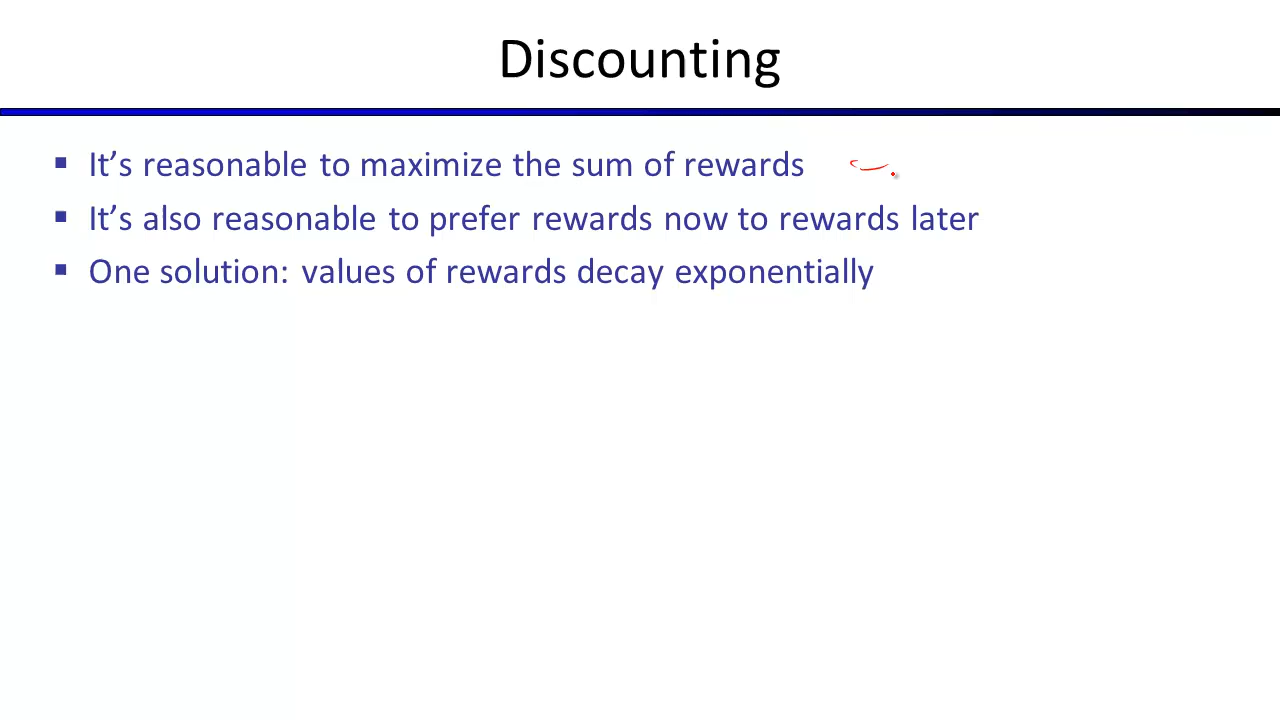 Discounting
▪ It’s reasonable to maximize the sum of rewards
▪ It’s also reasonable to prefer rewards now to rewards later
▪ One solution: values of rewards decay exponentially